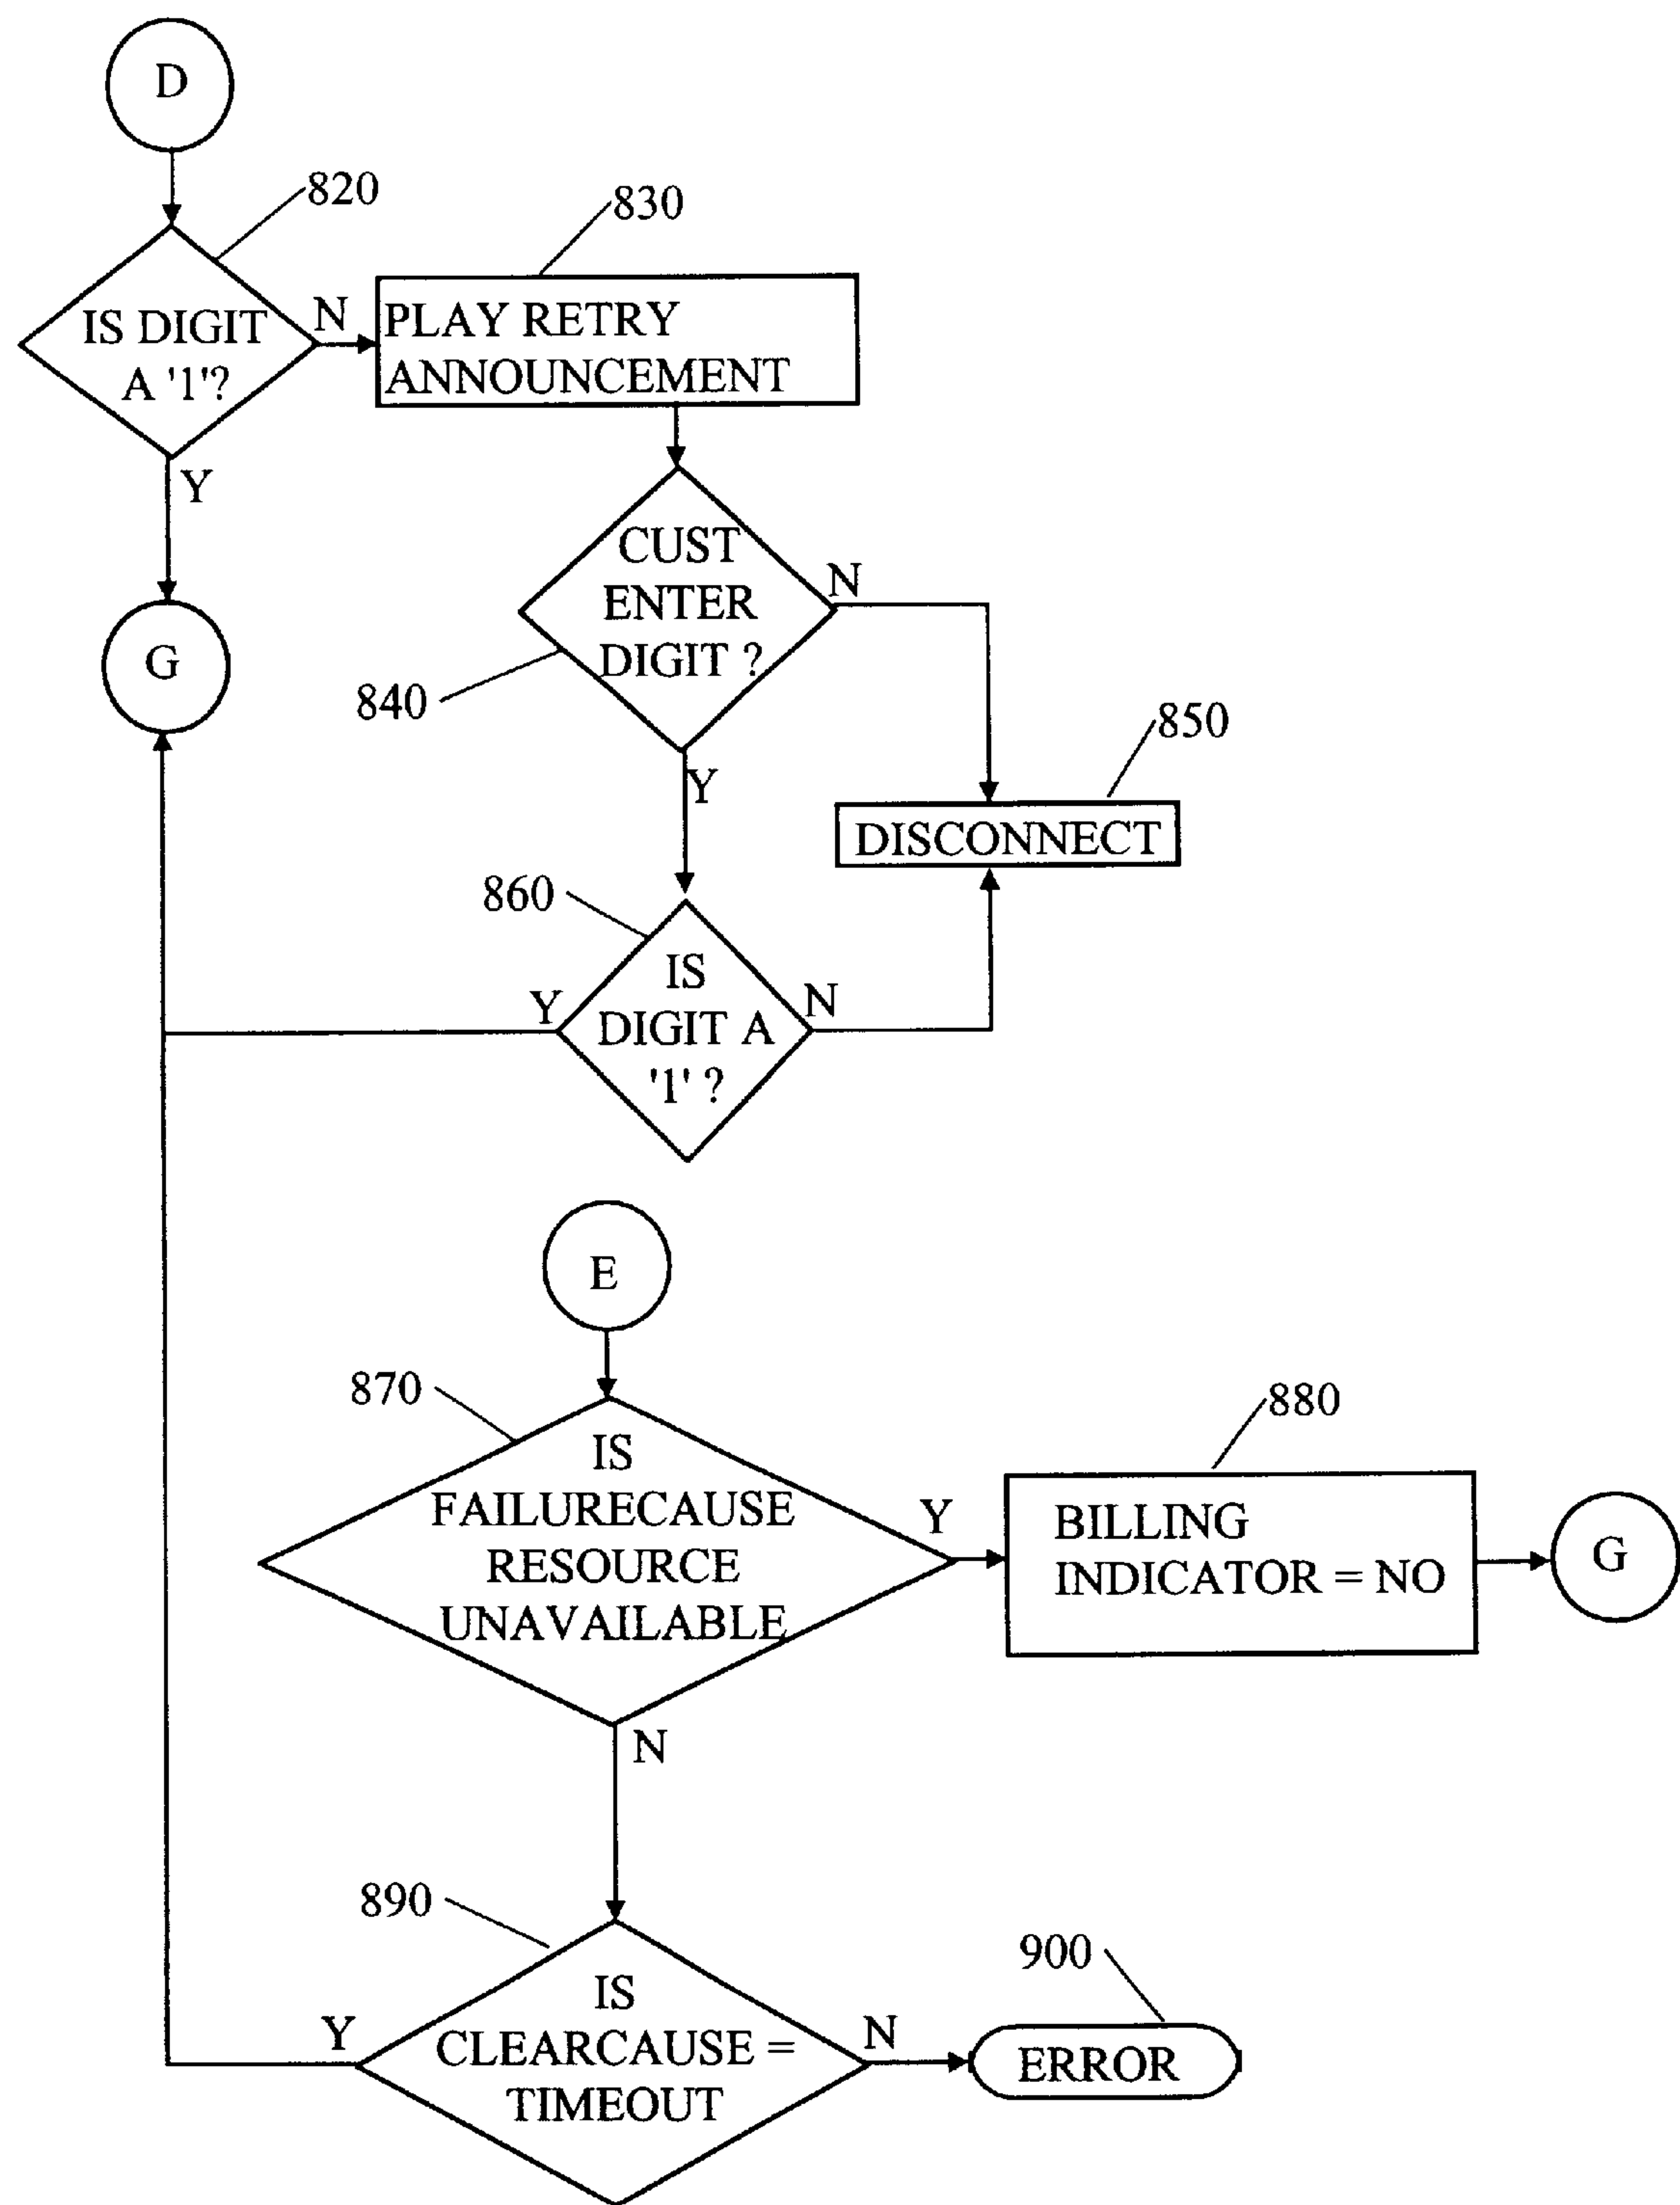 D
820
830
IS DIGIT
A '1'?
N
PLAY RETRY
ANNOUNCEMENT
Y
CUST
ENTER
DIGIT ?
N
G
840
850
Y
DISCONNECT
860
IS
DIGIT A
'1' ?
Y
N
E
870
880
IS
FAILURECAUSE
RESOURCE
UNAVAILABLE
Y
BILLING
INDICATOR = NO
G
N
890
900
IS
CLEARCAUSE =
TIMEOUT
Y
N
ERROR